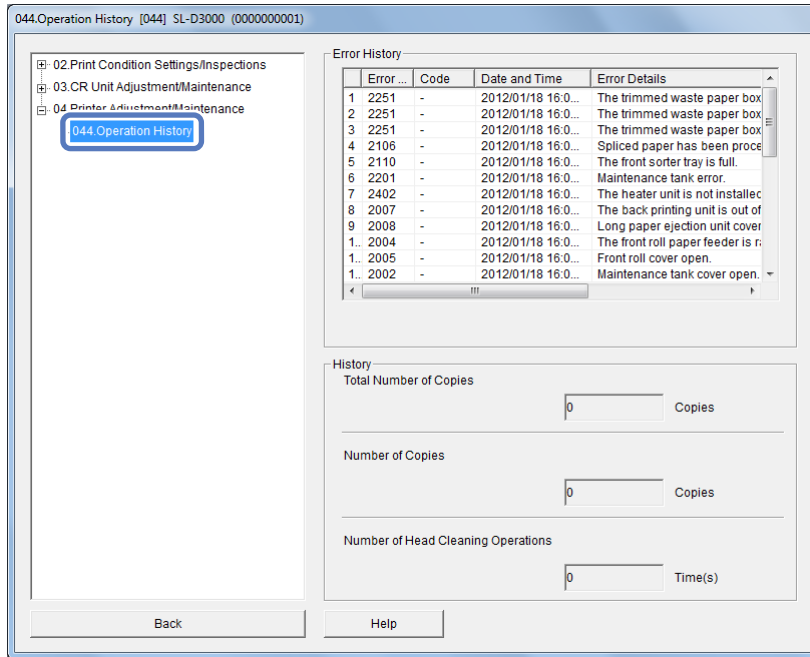 044.Operation History [044] SL-D3000 (0000000001)
02.Print Condition Settings/Inspections
03.CR Unit Adjustment/Maintenance
04.Printer Adjustment/Maintenance
044.Operation History
Error History
Error ... Code Date and Time Error Details
1 2251 - 2012/01/18 16:0... The trimmed waste paper box
2 2251 - 2012/01/18 16:0... The trimmed waste paper box
3 2251 - 2012/01/18 16:0... The trimmed waste paper box
4 2106 - 2012/01/18 16:0... Spliced paper has been proce
5 2110 - 2012/01/18 16:0... The front sorter tray is full.
6 2201 - 2012/01/18 16:0... Maintenance tank error.
7 2402 - 2012/01/18 16:0... The heater unit is not installed
8 2007 - 2012/01/18 16:0... The back printing unit is out of
9 2008 - 2012/01/18 16:0... Long paper ejection unit cover
1.. 2004 - 2012/01/18 16:0... The front roll paper feeder is ra
1.. 2005 - 2012/01/18 16:0... Front roll cover open.
1.. 2002 - 2012/01/18 16:0... Maintenance tank cover open.
History
Total Number of Copies
0 Copies
Number of Copies
0 Copies
Number of Head Cleaning Operations
0 Time(s)
Back
Help